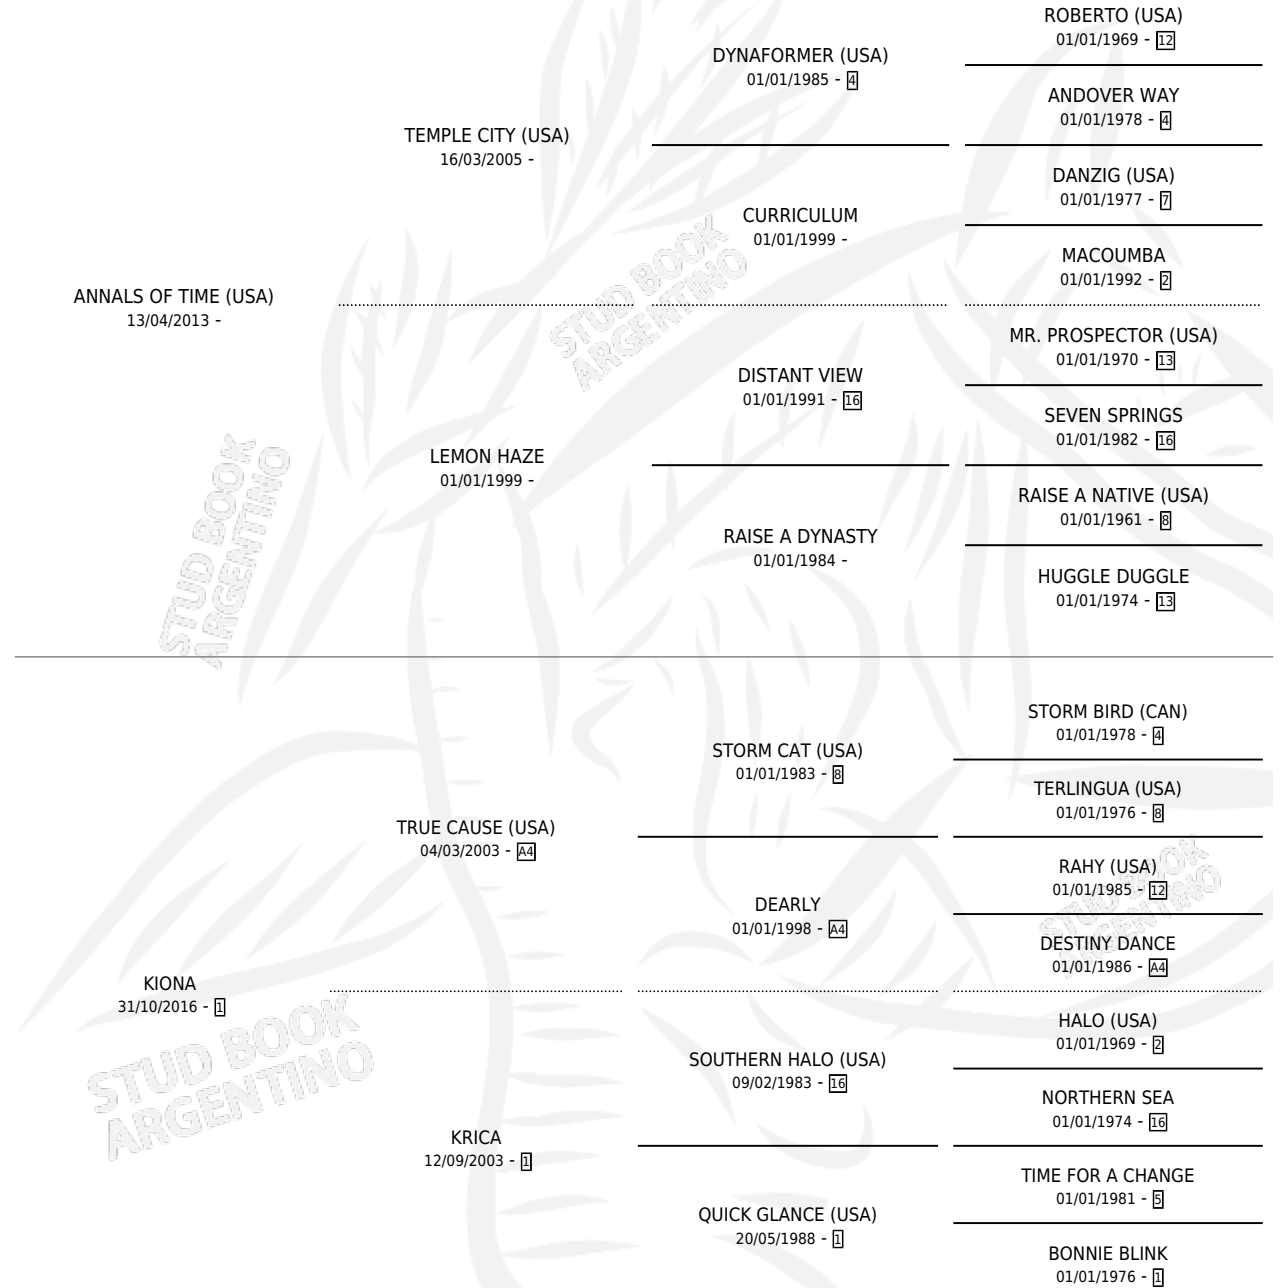 ROBERTO (USA)
01/01/1969 - 12
DYNAFORMER (USA)
01/01/1985 - 4
ANDOVER WAY
01/01/1978 - 4
TEMPLE CITY (USA)
16/03/2005 -
DANZIG (USA)
01/01/1977 - 7
CURRICULUM
01/01/1999 -
MACOUMBA
01/01/1992 - 2
ANNALS OF TIME (USA)
13/04/2013 -
STUD BOOK
ARGENTINO
MR. PROSPECTOR (USA)
01/01/1970 - 13
DISTANT VIEW
01/01/1991 - 16
SEVEN SPRINGS
01/01/1982 - 16
LEMON HAZE
01/01/1999 -
RAISE A NATIVE (USA)
01/01/1961 - 8
RAISE A DYNASTY
01/01/1984 -
HUGGLE DUGGLE
01/01/1974 - 13
STUD BOOK
ARGENTINO
STORM BIRD (CAN)
01/01/1978 - 4
STORM CAT (USA)
01/01/1983 - 8
TERLINGUA (USA)
01/01/1976 - 8
TRUE CAUSE (USA)
04/03/2003 - A4
RAHY (USA)
01/01/1985 - 12
DEARLY
01/01/1998 - A4
STUD BOOK
ARGENTINO
DESTINY DANCE
01/01/1986 - A4
KIONA
31/10/2016 - 1
STUD BOOK
ARGENTINO
HALO (USA)
01/01/1969 - 2
SOUTHERN HALO (USA)
09/02/1983 - 16
NORTHERN SEA
01/01/1974 - 16
KRICA
12/09/2003 - 1
TIME FOR A CHANGE
01/01/1981 - 5
QUICK GLANCE (USA)
20/05/1988 - 1
BONNIE BLINK
01/01/1976 - 1